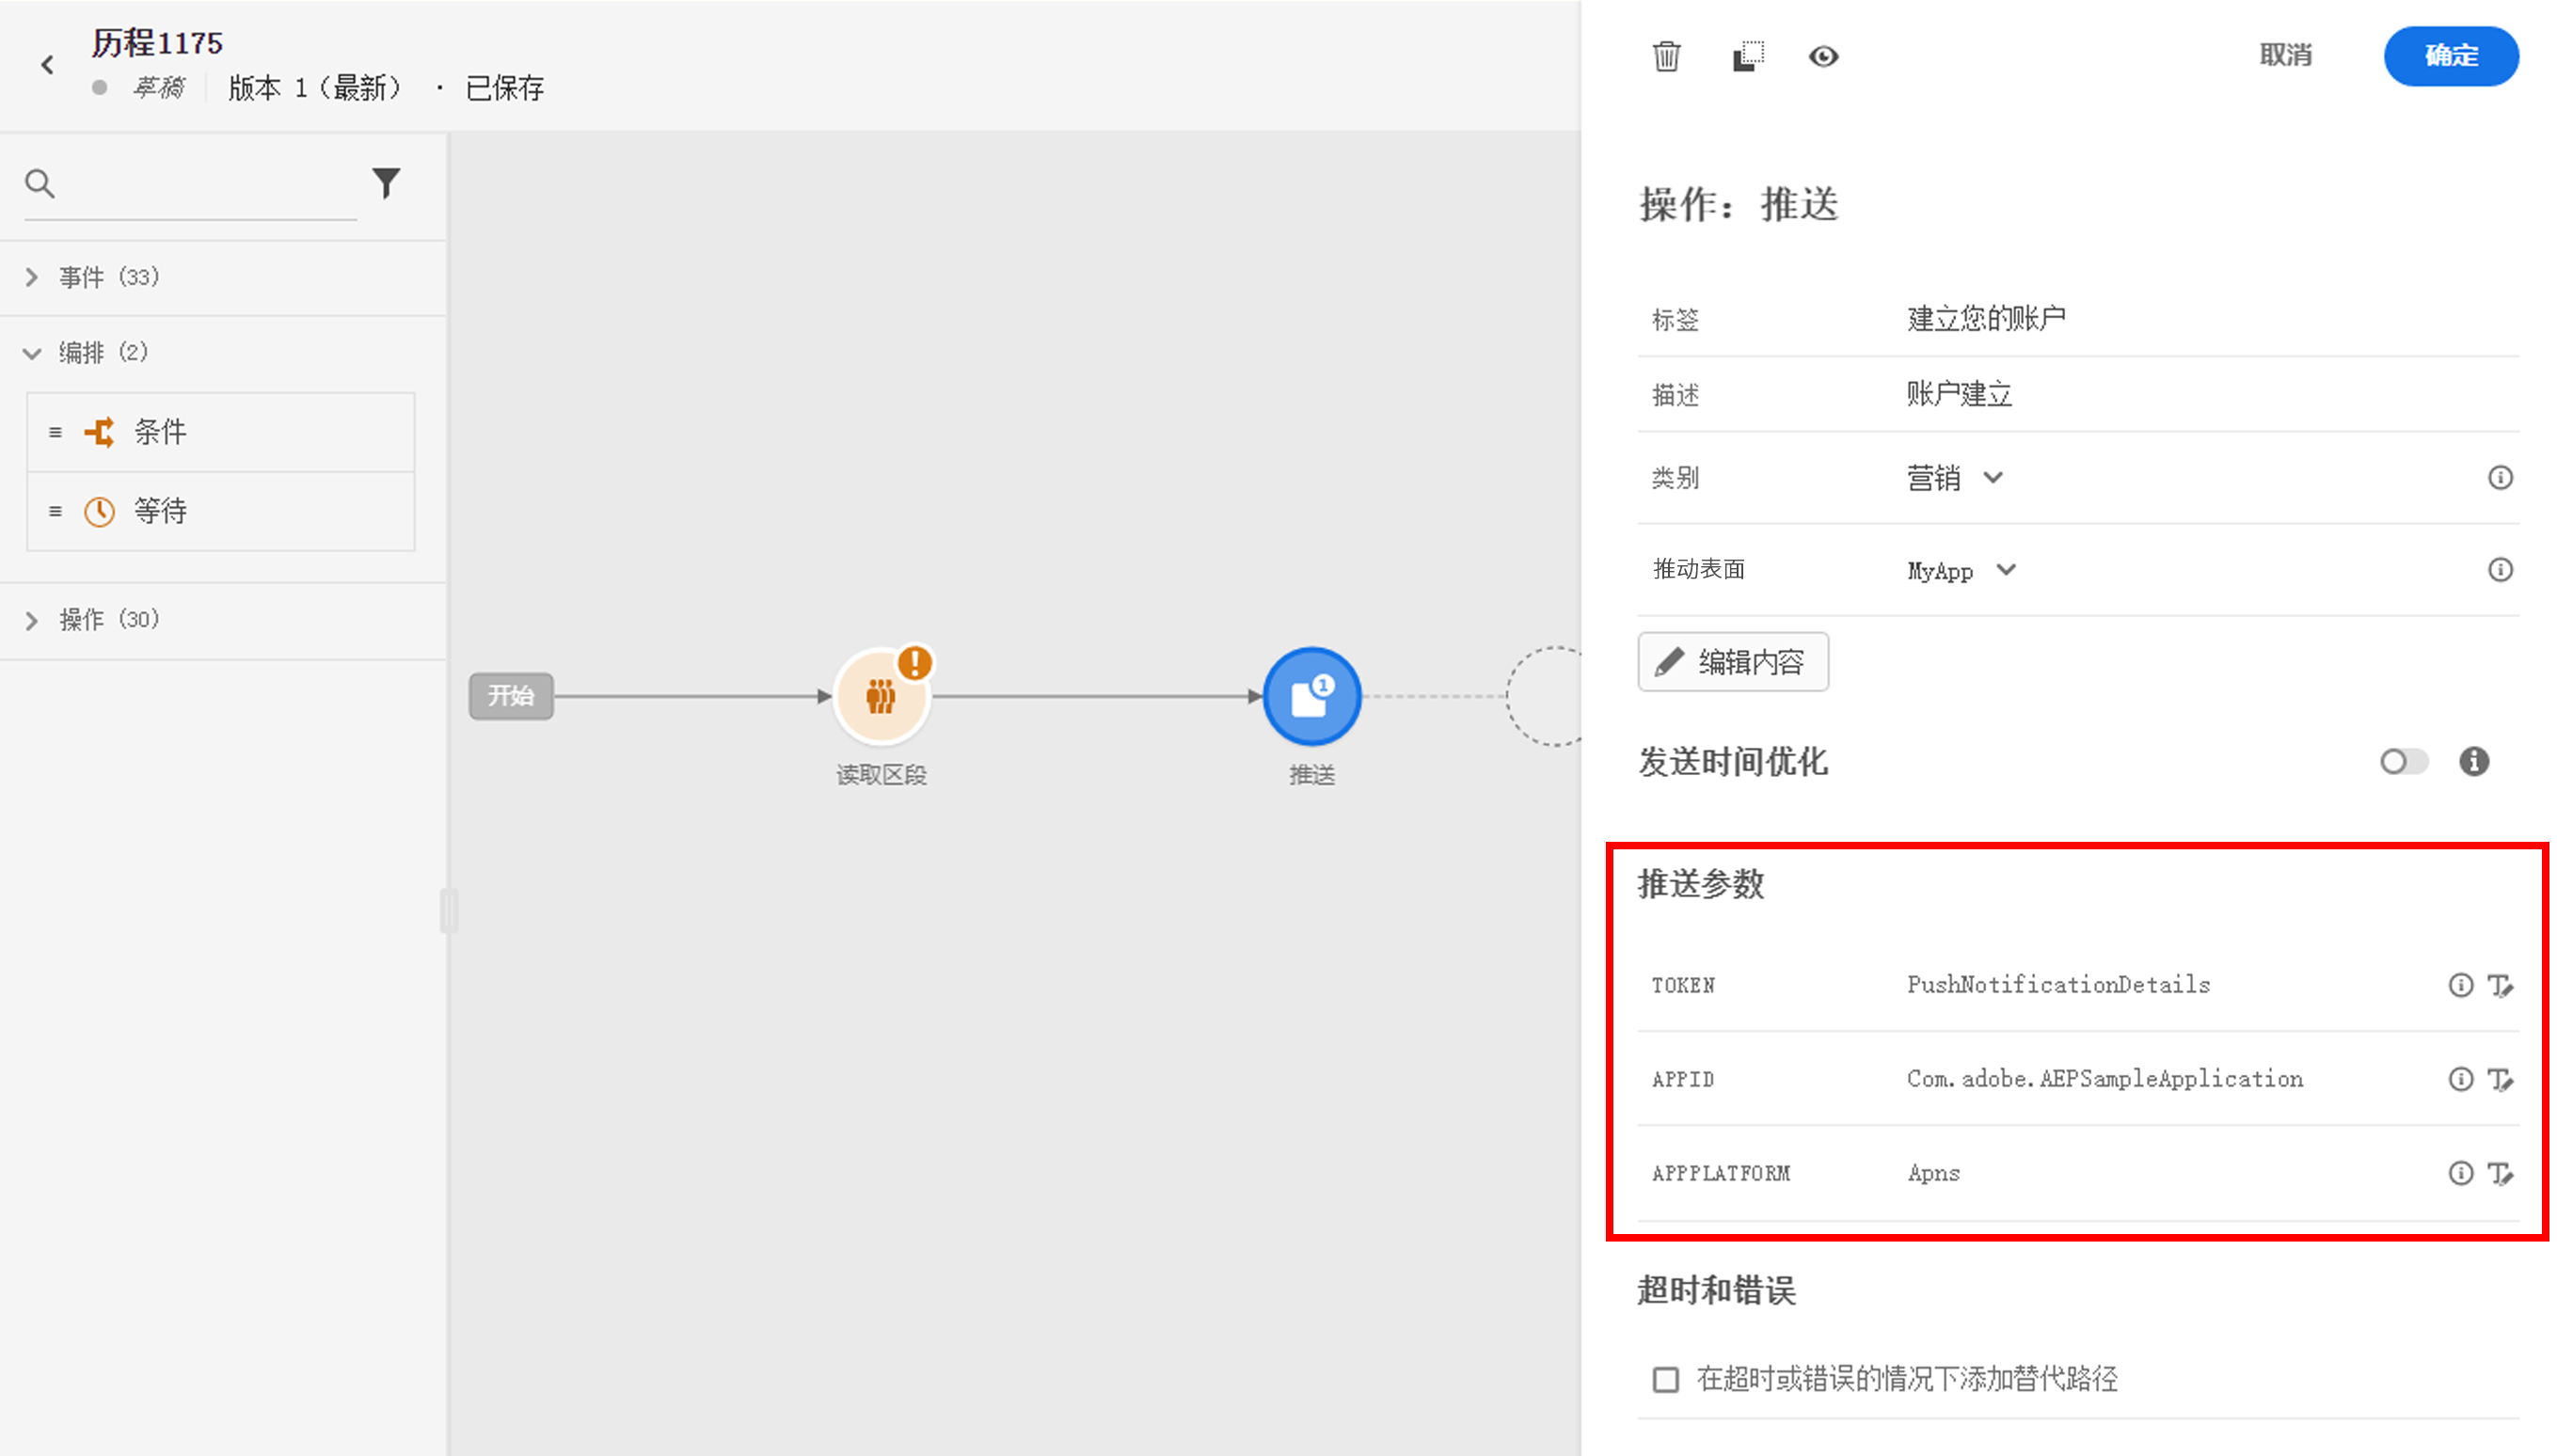 历程1175
草稿 版本 1（最新） · 已保存
事件 (33)
编排 (2)
条件
等待
操作 (30)
开始
读取区段
1
推送
取消 确定
操作：推送
标签 建立您的账户
描述 账户建立
类别 营销
推动表面 MyApp
编辑内容
发送时间优化
推送参数
TOKEN PushNotificationDetails
APPID Com.adobe.AEPSampleApplication
APPPLATFORM Apns
超时和错误
在超时或错误的情况下添加替代路径